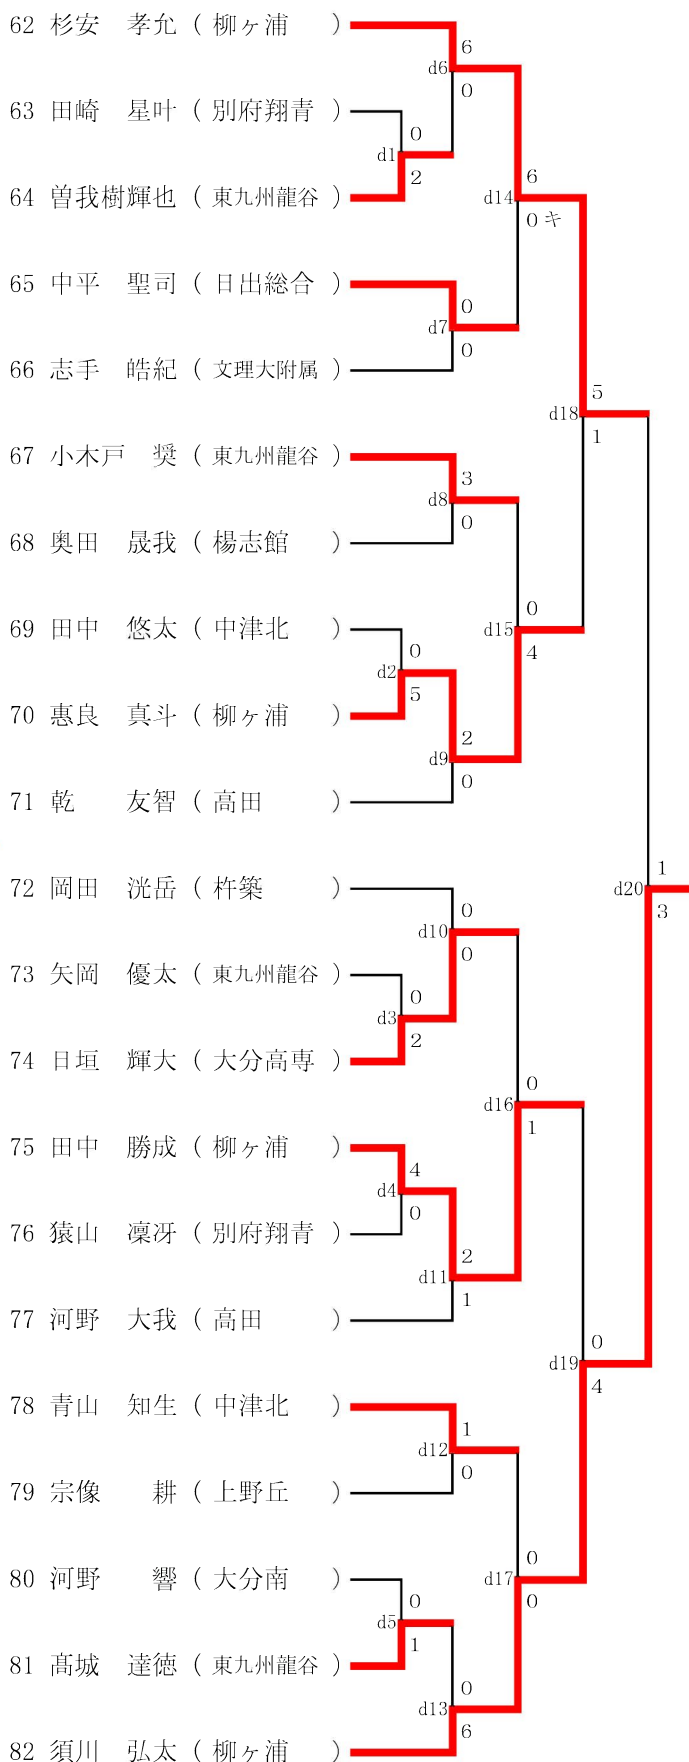 62 杉安　孝允 ( 柳ヶ浦 )
6
d6
0
63 田崎　星叶 ( 別府翔青 )
0
d1
2
64 曽我樹輝也 ( 東九州龍谷 )
6
d14
0 キ
65 中平　聖司 ( 日出総合 )
0
d7
0
66 志手　皓紀 ( 文理大附属 )
5
d18
1
67 小木戸　奨 ( 東九州龍谷 )
3
d8
0
68 奥田　晟我 ( 楊志館 )
0
d15
4
69 田中　悠太 ( 中津北 )
0
d2
5
70 惠良　真斗 ( 柳ヶ浦 )
2
d9
0
71 乾　　友智 ( 高田 )
1
d20
3
72 岡田　洸岳 ( 杵築 )
0
d10
0
73 矢岡　優太 ( 東九州龍谷 )
0
d3
2
74 日垣　輝大 ( 大分高専 )
0
d16
1
75 田中　勝成 ( 柳ヶ浦 )
4
d4
0
76 猿山　凜冴 ( 別府翔青 )
2
d11
1
77 河野　大我 ( 高田 )
0
d19
4
78 青山　知生 ( 中津北 )
1
d12
0
79 宗像　　耕 ( 上野丘 )
0
d17
0
80 河野　　響 ( 大分南 )
0
d5
1
81 髙城　達徳 ( 東九州龍谷 )
0
d13
6
82 須川　弘太 ( 柳ヶ浦 )